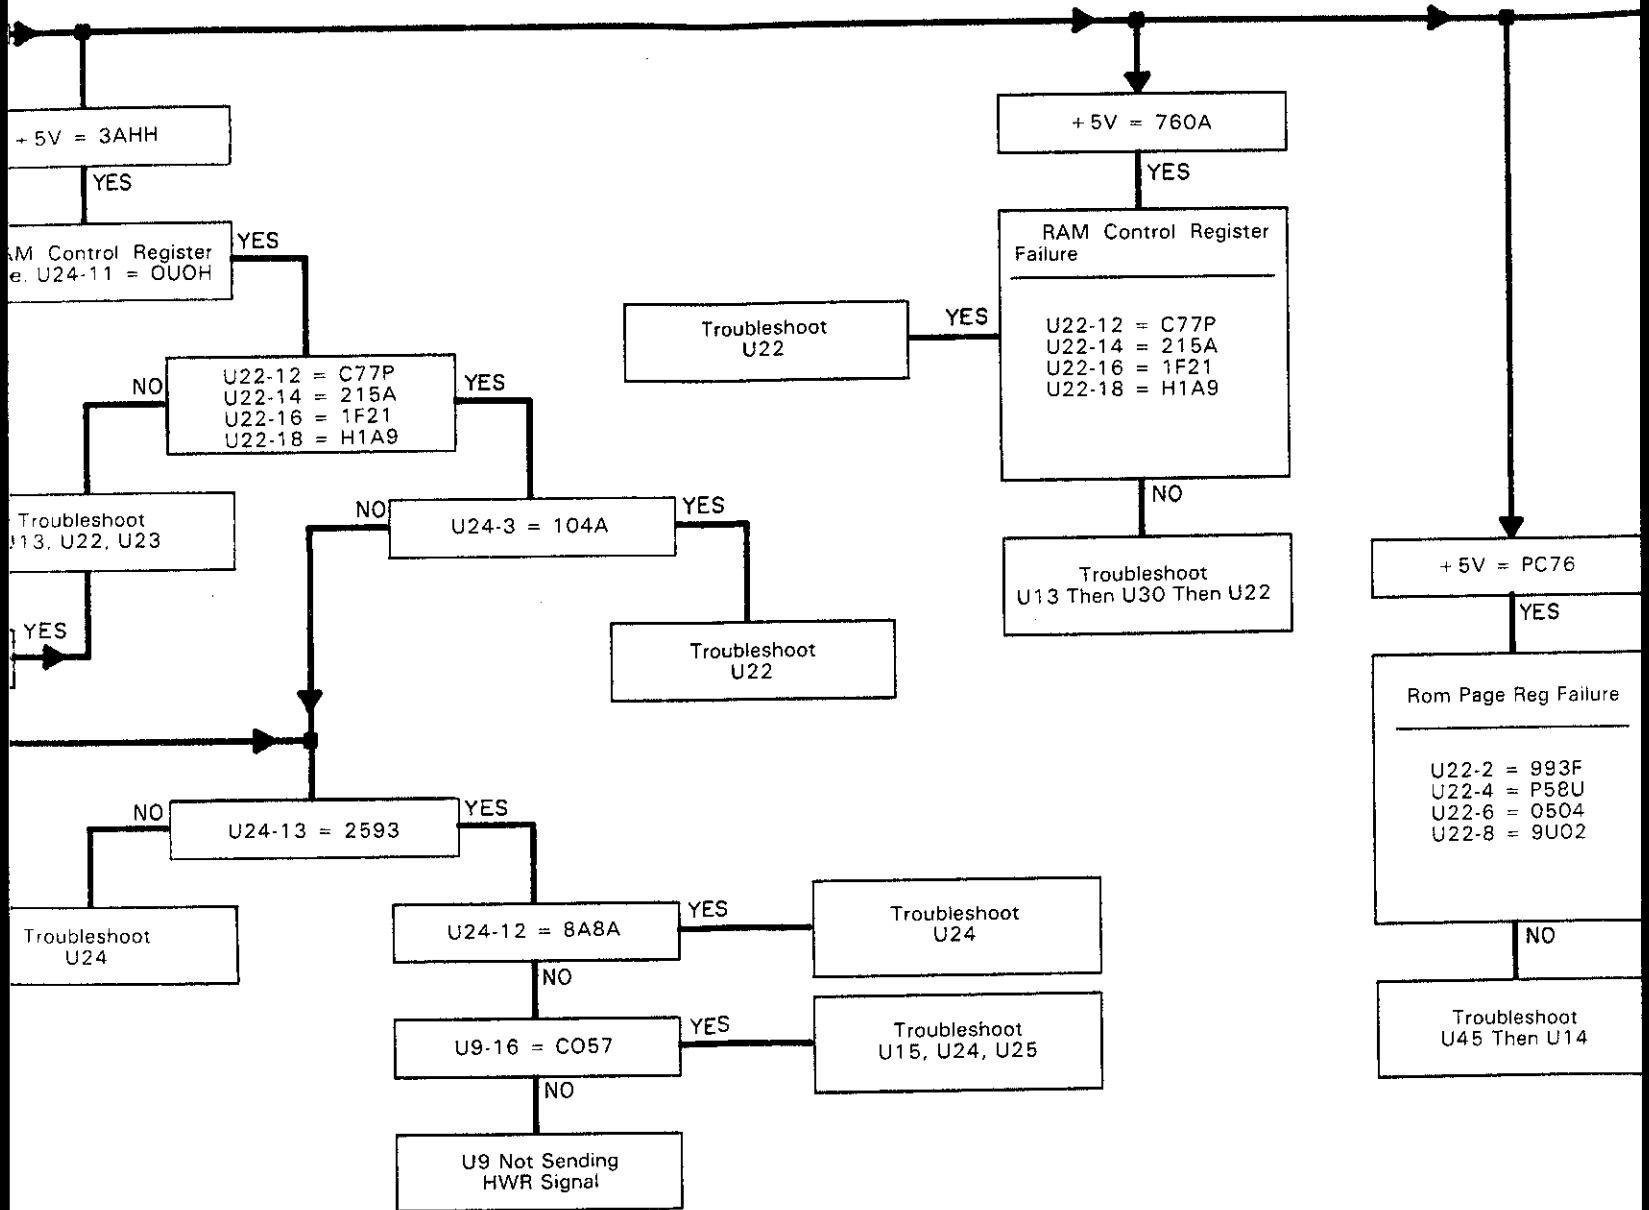 +5V = 3AHH
YES
Control Register
U24-11 = OUOH
YES
U22-12 = C77P
U22-14 = 215A
U22-16 = 1F21
U22-18 = H1A9
NO
YES
Troubleshoot
U22, U23
YES
U24-3 = 104A
NO
YES
Troubleshoot
U22
U24-13 = 2593
NO
YES
Troubleshoot
U24
U24-12 = 8A8A
YES
NO
Troubleshoot
U24
U9-16 = CO57
YES
NO
Troubleshoot
U15, U24, U25
U9 Not Sending
HWR Signal
+5V = 760A
YES
RAM Control Register
Failure
U22-12 = C77P
U22-14 = 215A
U22-16 = 1F21
U22-18 = H1A9
YES
Troubleshoot
U22
NO
Troubleshoot
U13 Then U30 Then U22
+5V = PC76
YES
Rom Page Reg Failure
U22-2 = 993F
U22-4 = P58U
U22-6 = 0504
U22-8 = 9U02
NO
Troubleshoot
U45 Then U14